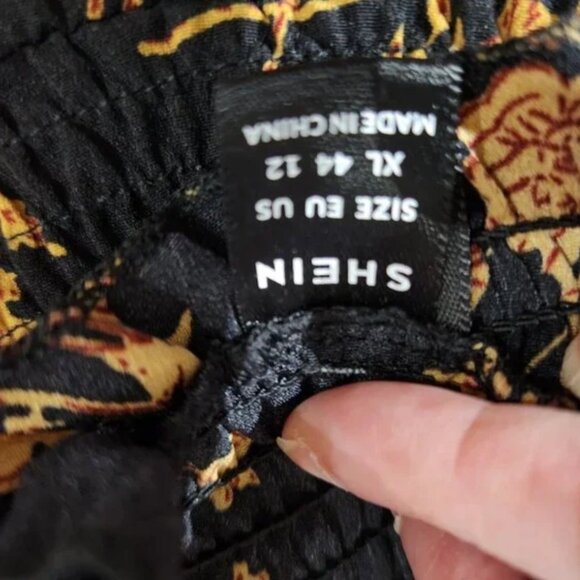 SHEIN
SIZE EU US
XL 44 12
MADE IN CHINA